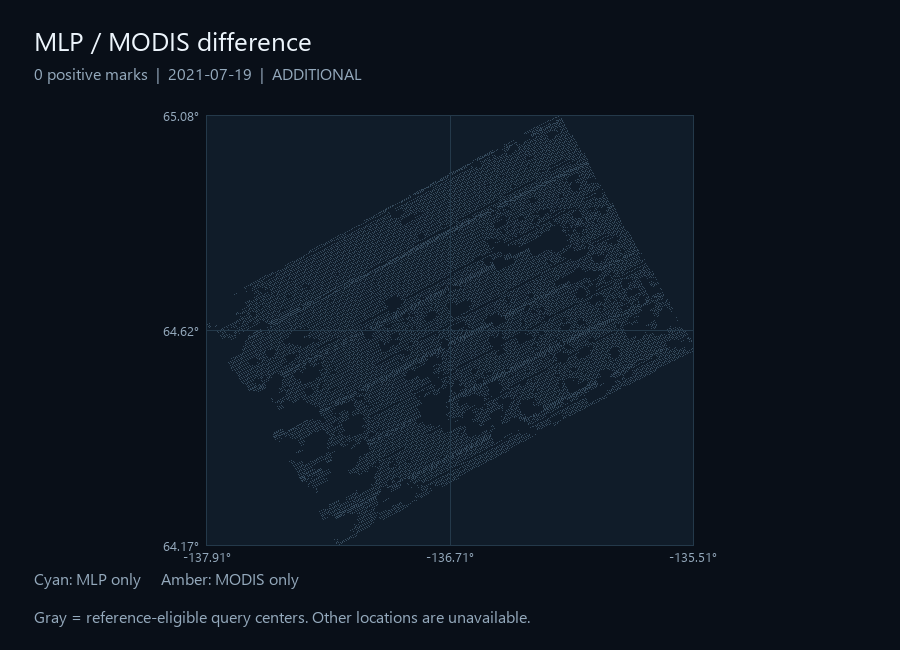 MLP / MODIS difference
0 positive marks | 2021-07-19 | ADDITIONAL
65.08°
64.62°
64.17°
-137.91° -136.71° -135.51°
Cyan: MLP only Amber: MODIS only
Gray = reference-eligible query centers. Other locations are unavailable.